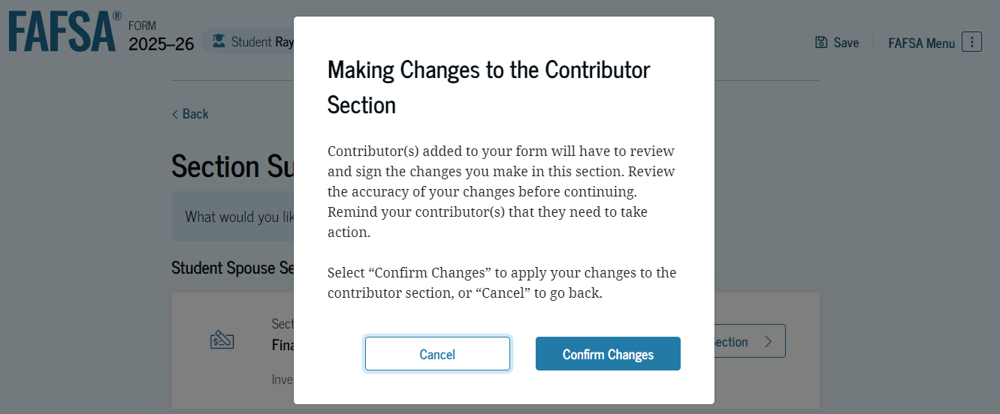 FAFSA®
FORM
2025–26
Student Ray
Save
FAFSA Menu
Back
Section Su
What would you lik
Student Spouse Se
Sect
Fina
Inve
ection
Making Changes to the Contributor
Section
Contributor(s) added to your form will have to review
and sign the changes you make in this section. Review
the accuracy of your changes before continuing.
Remind your contributor(s) that they need to take
action.
Select “Confirm Changes” to apply your changes to the
contributor section, or “Cancel” to go back.
Cancel
Confirm Changes